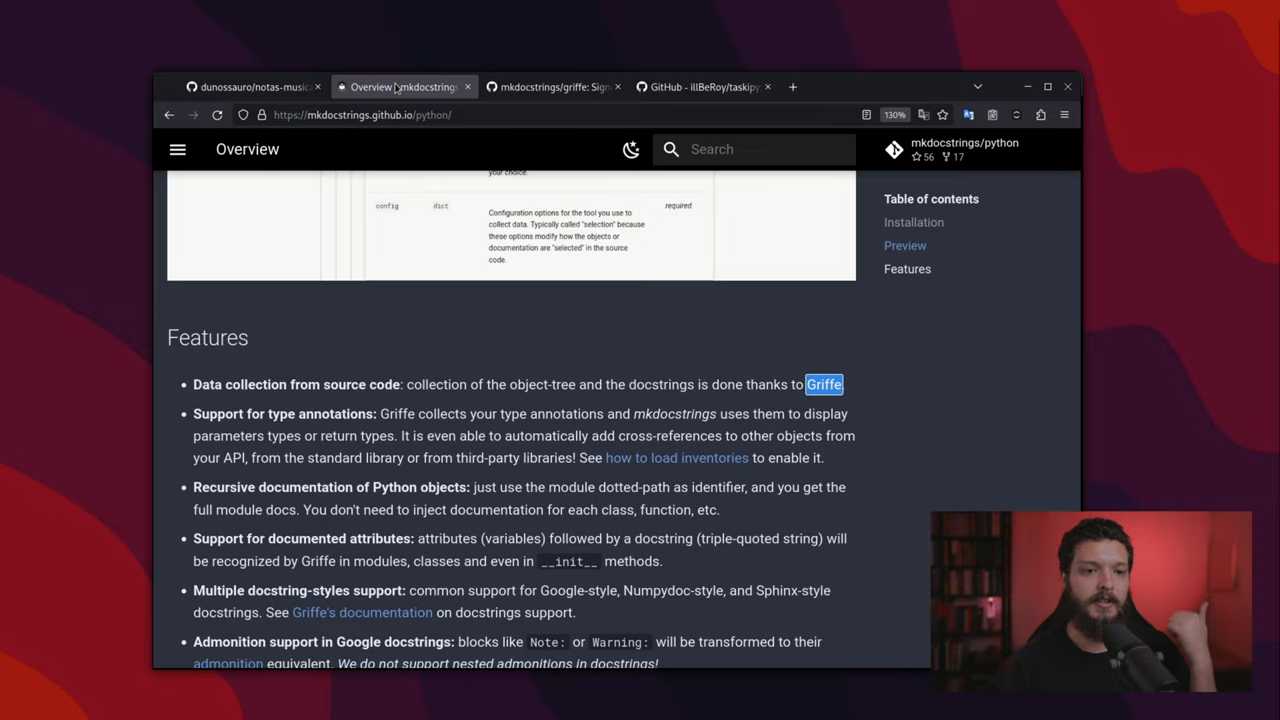 dunossauro/notas-musica
Overview - mkdocstrings
mkdocstrings/griffe: Sign
GitHub - illBeRoy/taskipy
https://mkdocstrings.github.io/python/
130%
Overview
Search
mkdocstrings/python
56 17
your choice.
config dict required
Configuration options for the tool you use to
collect data. Typically called "selection" because
these options modify how the objects or
documentation are "selected" in the source
code.
Table of contents
Installation
Preview
Features
Features
• Data collection from source code: collection of the object-tree and the docstrings is done thanks to Griffe.
• Support for type annotations: Griffe collects your type annotations and mkdocstrings uses them to display
parameters types or return types. It is even able to automatically add cross-references to other objects from
your API, from the standard library or from third-party libraries! See how to load inventories to enable it.
• Recursive documentation of Python objects: just use the module dotted-path as identifier, and you get the
full module docs. You don't need to inject documentation for each class, function, etc.
• Support for documented attributes: attributes (variables) followed by a docstring (triple-quoted string) will
be recognized by Griffe in modules, classes and even in __init__ methods.
• Multiple docstring-styles support: common support for Google-style, Numpydoc-style, and Sphinx-style
docstrings. See Griffe's documentation on docstrings support.
• Admonition support in Google docstrings: blocks like Note: or Warning: will be transformed to their
admonition equivalent. We do not support nested admonitions in docstrings!